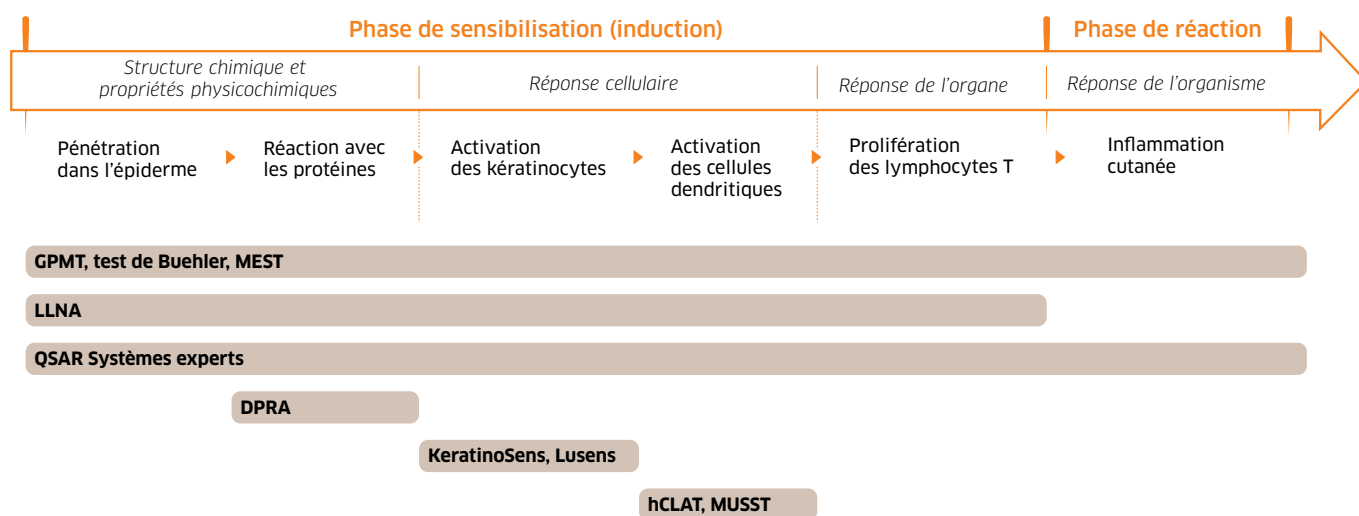 Phase de sensibilisation (induction)
Phase de réaction
Structure chimique et
propriétés physicochimiques
Réponse cellulaire
Réponse de l'organe
Réponse de l'organisme
Pénétration
dans l'épiderme
Réaction avec
les protéines
Activation
des kératinocytes
Activation
des cellules
dendritiques
Prolifération
des lymphocytes T
Inflammation
cutanée
GPMT, test de Buehler, MEST
LLNA
QSAR Systèmes experts
DPRA
KeratinoSens, Lusens
hCLAT, MUSST